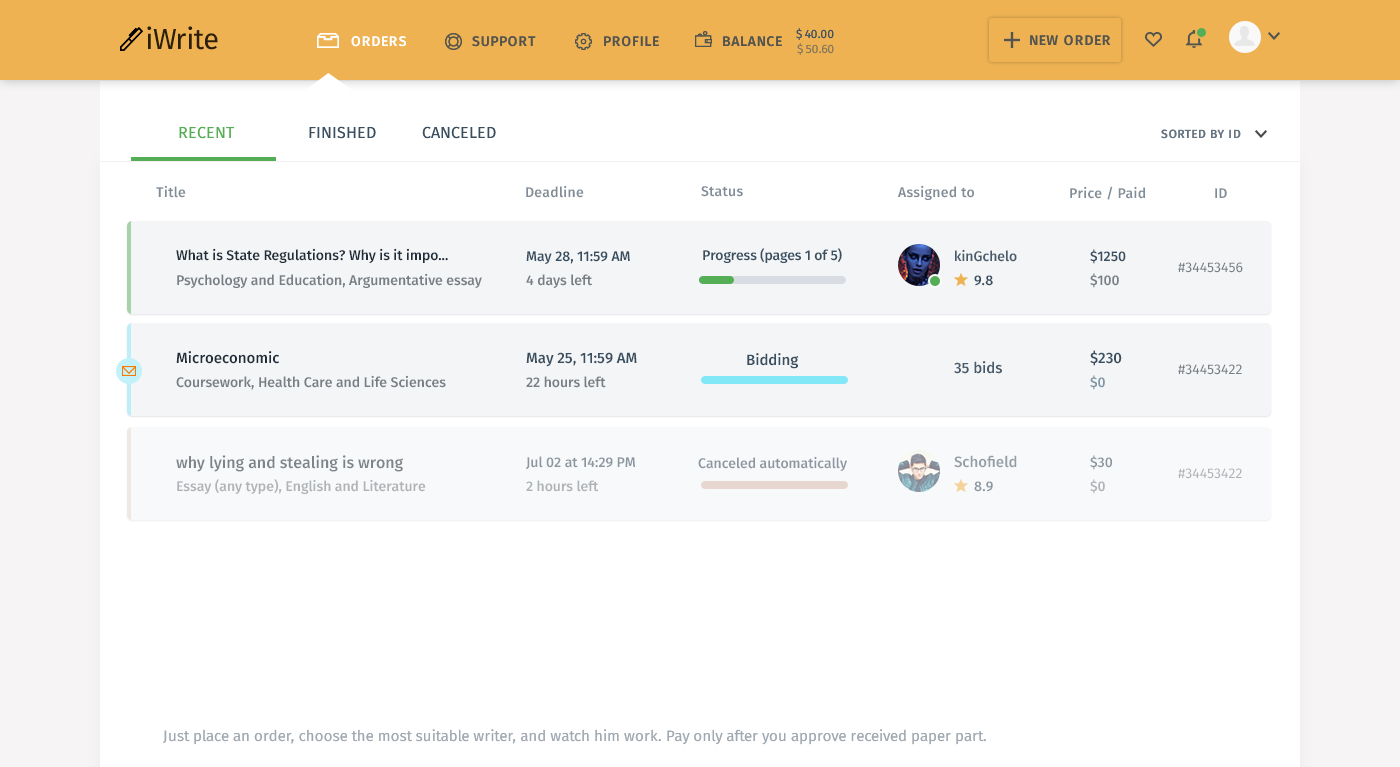 iWrite
ORDERS
SUPPORT
PROFILE
BALANCE
$ 40.00
$ 50.60
NEW ORDER
RECENT
FINISHED
CANCELED
SORTED BY ID
Title
Deadline
Status
Assigned to
Price / Paid
ID
What is State Regulations? Why is it impo...
Psychology and Education, Argumentative essay
May 28, 11:59 AM
4 days left
Progress (pages 1 of 5)
kinGchelo
9.8
$1250
$100
#34453456
Microeconomic
Coursework, Health Care and Life Sciences
May 25, 11:59 AM
22 hours left
Bidding
35 bids
$230
$0
#34453422
why lying and stealing is wrong
Essay (any type), English and Literature
Jul 02 at 14:29 PM
2 hours left
Canceled automatically
Schofield
8.9
$30
$0
#34453422
Just place an order, choose the most suitable writer, and watch him work. Pay only after you approve received paper part.